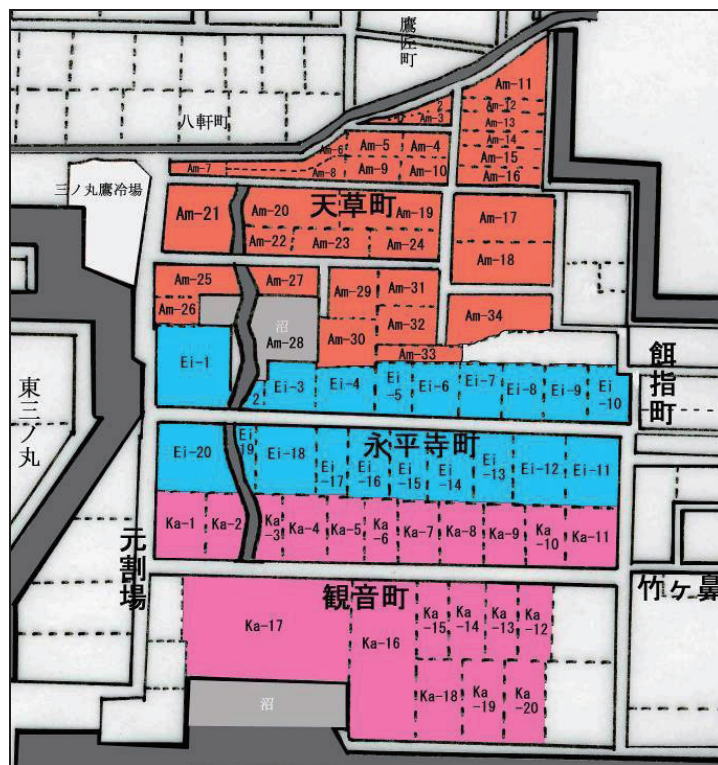 鷹匠町
八軒町
三ノ丸鷹冷場
Am-11
2
Am-3
Am-12
Am-13
Am-14
Am-15
Am-16
Am-6
Am-5
Am-4
Am-7
Am-8
Am-9
Am-10
Am-21
Am-20
Am-19
天草町
Am-22
Am-23
Am-24
Am-17
Am-18
Am-25
Am-27
Am-26
沼
Am-28
Am-29
Am-31
Am-32
Am-30
Am-33
Am-34
餌指町
東三ノ丸
Ei-1
2
Ei-3
Ei-4
Ei
-5
Ei-6
Ei-7
Ei-8
Ei-9
Ei
-10
永平寺町
Ei-20
Ei
19
Ei-18
Ei
-17
Ei
-16
Ei
-15
Ei
-14
Ei
-13
Ei-12
Ei-11
Ka-1
Ka-2
Ka
-3
Ka-4
Ka-5
Ka
-6
Ka-7
Ka-8
Ka-9
Ka
-10
Ka-11
元割場
観音町
竹ヶ鼻
Ka-17
Ka-16
Ka
-15
Ka
-14
Ka
-13
Ka
-12
Ka-18
Ka
-19
Ka
-20
沼